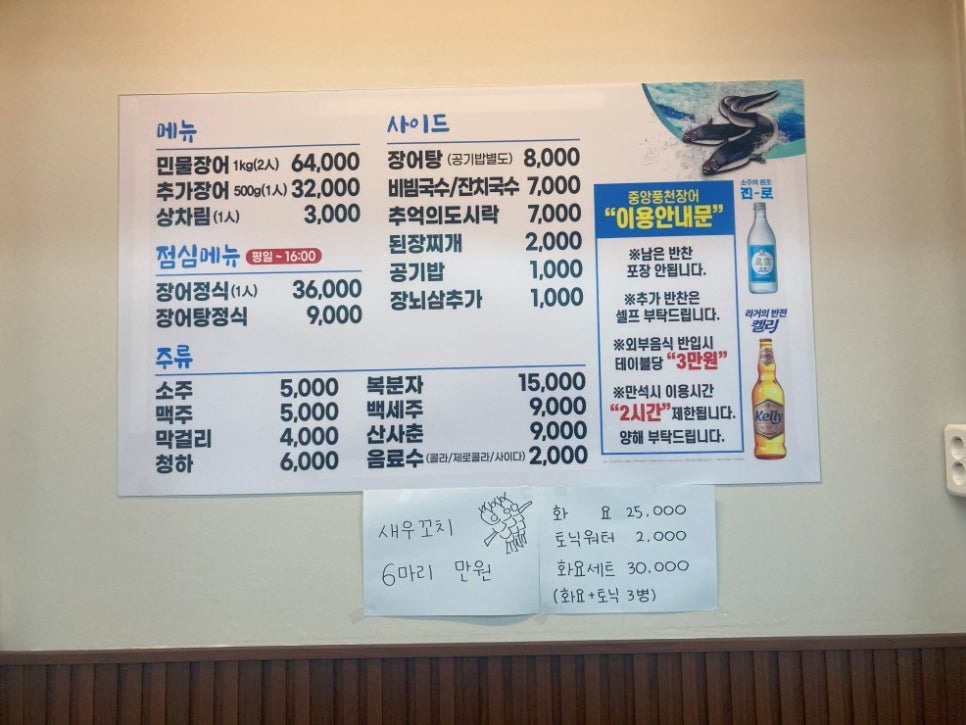 메뉴
민물장어 1kg(2人) 64,000
추가장어 500g(1人) 32,000
상차림 (1人) 3,000
점심메뉴 평일 ~ 16:00
장어정식 (1人) 36,000
장어탕정식 9,000
사이드
장어탕 (공기밥별도) 8,000
비빔국수/잔치국수 7,000
추억의도시락 7,000
된장찌개 2,000
공기밥 1,000
장뇌삼추가 1,000
주류
소주 5,000
맥주 5,000
막걸리 4,000
청하 6,000
복분자 15,000
백세주 9,000
산사춘 9,000
음료수 (콜라/제로콜라/사이다) 2,000
중앙풍천장어
“이용안내문”
※남은 반찬
포장 안됩니다.
※추가 반찬은
셀프 부탁드립니다.
※외부음식 반입시
테이블당 “3만원”
※만석시 이용시간
“2시간”제한됩니다.
양해 부탁드립니다.
소주의 원조
진-로
라거의 반전
켈리
Kelly
새우꼬치
6마리 만원
화 요 25.000
토닉워터 2.000
화요세트 30.000
(화요+토닉 3병)